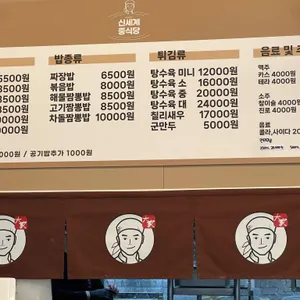 신세계
중식당
5500원
8500원
8500원
8500원
9000원
0000원
밥종류
짜장밥 6500원
볶음밥 8000원
해물짬뽕밥 8500원
고기짬뽕밥 8500원
차돌짬뽕밥 10000원
튀김류
탕수육 미니 12000원
탕수육 소 16000원
탕수육 중 20000원
탕수육 대 24000원
칠리새우 17000원
군만두 5000원
음료 및 주
맥주
카스 4000원
테라 4000원
소주
참이슬 4000원
진로 4000원
음료
콜라,사이다 20
000원 / 공기밥추가 1000원